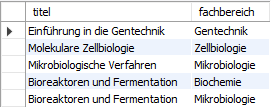 titel fachbereich
Einführung in die Gentechnik Gentechnik
Molekulare Zellbiologie Zellbiologie
Mikrobiologische Verfahren Mikrobiologie
Bioreaktoren und Fermentation Biochemie
Bioreaktoren und Fermentation Mikrobiologie